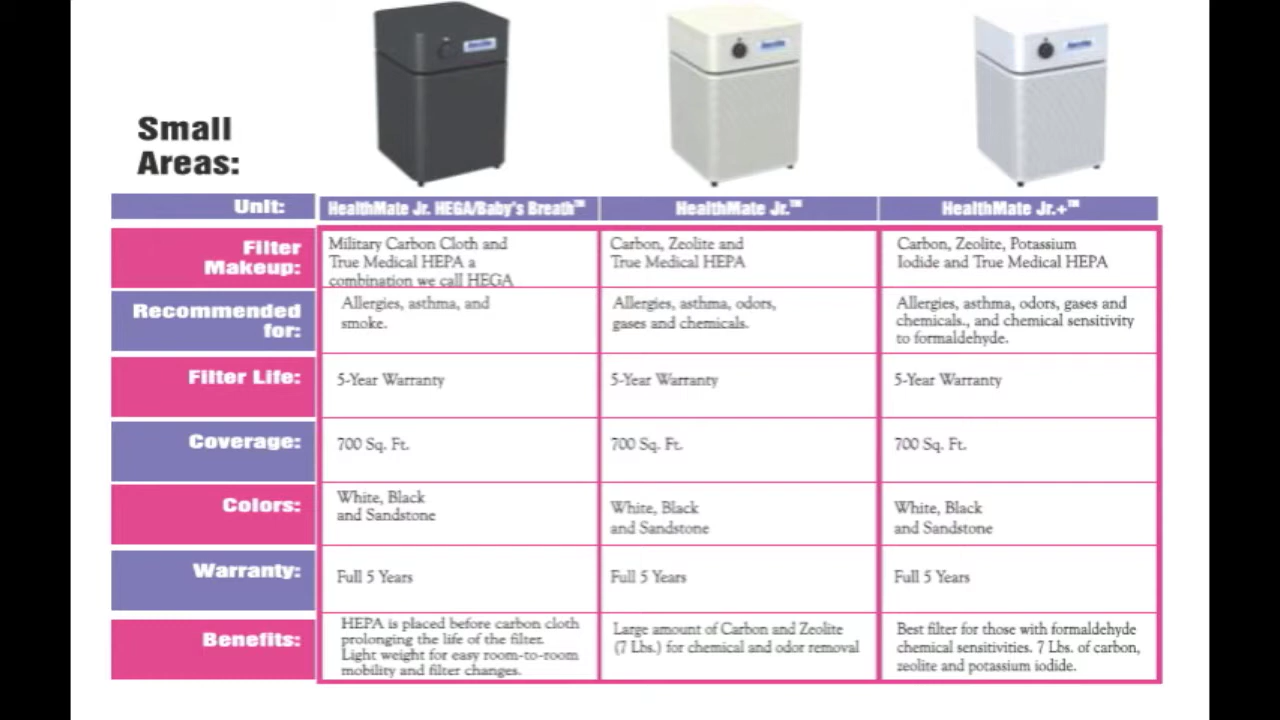 Small
Areas:
Unit:
HealthMate Jr. HEGA/Baby's Breath™
HealthMate Jr.™
HealthMate Jr.+™
Filter
Makeup:
Military Carbon Cloth and
True Medical HEPA a
combination we call HEGA
Carbon, Zeolite and
True Medical HEPA
Carbon, Zeolite, Potassium
Iodide and True Medical HEPA
Recommended
for:
Allergies, asthma, and
smoke.
Allergies, asthma, odors,
gases and chemicals.
Allergies, asthma, odors, gases and
chemicals., and chemical sensitivity
to formaldehyde.
Filter Life:
5-Year Warranty
5-Year Warranty
5-Year Warranty
Coverage:
700 Sq. Ft.
700 Sq. Ft.
700 Sq. Ft.
Colors:
White, Black
and Sandstone
White, Black
and Sandstone
White, Black
and Sandstone
Warranty:
Full 5 Years
Full 5 Years
Full 5 Years
Benefits:
HEPA is placed before carbon cloth
prolonging the life of the filter.
Light weight for easy room-to-room
mobility and filter changes.
Large amount of Carbon and Zeolite
(7 Lbs.) for chemical and odor removal
Best filter for those with formaldehyde
chemical sensitivities. 7 Lbs. of carbon,
zeolite and potassium iodide.